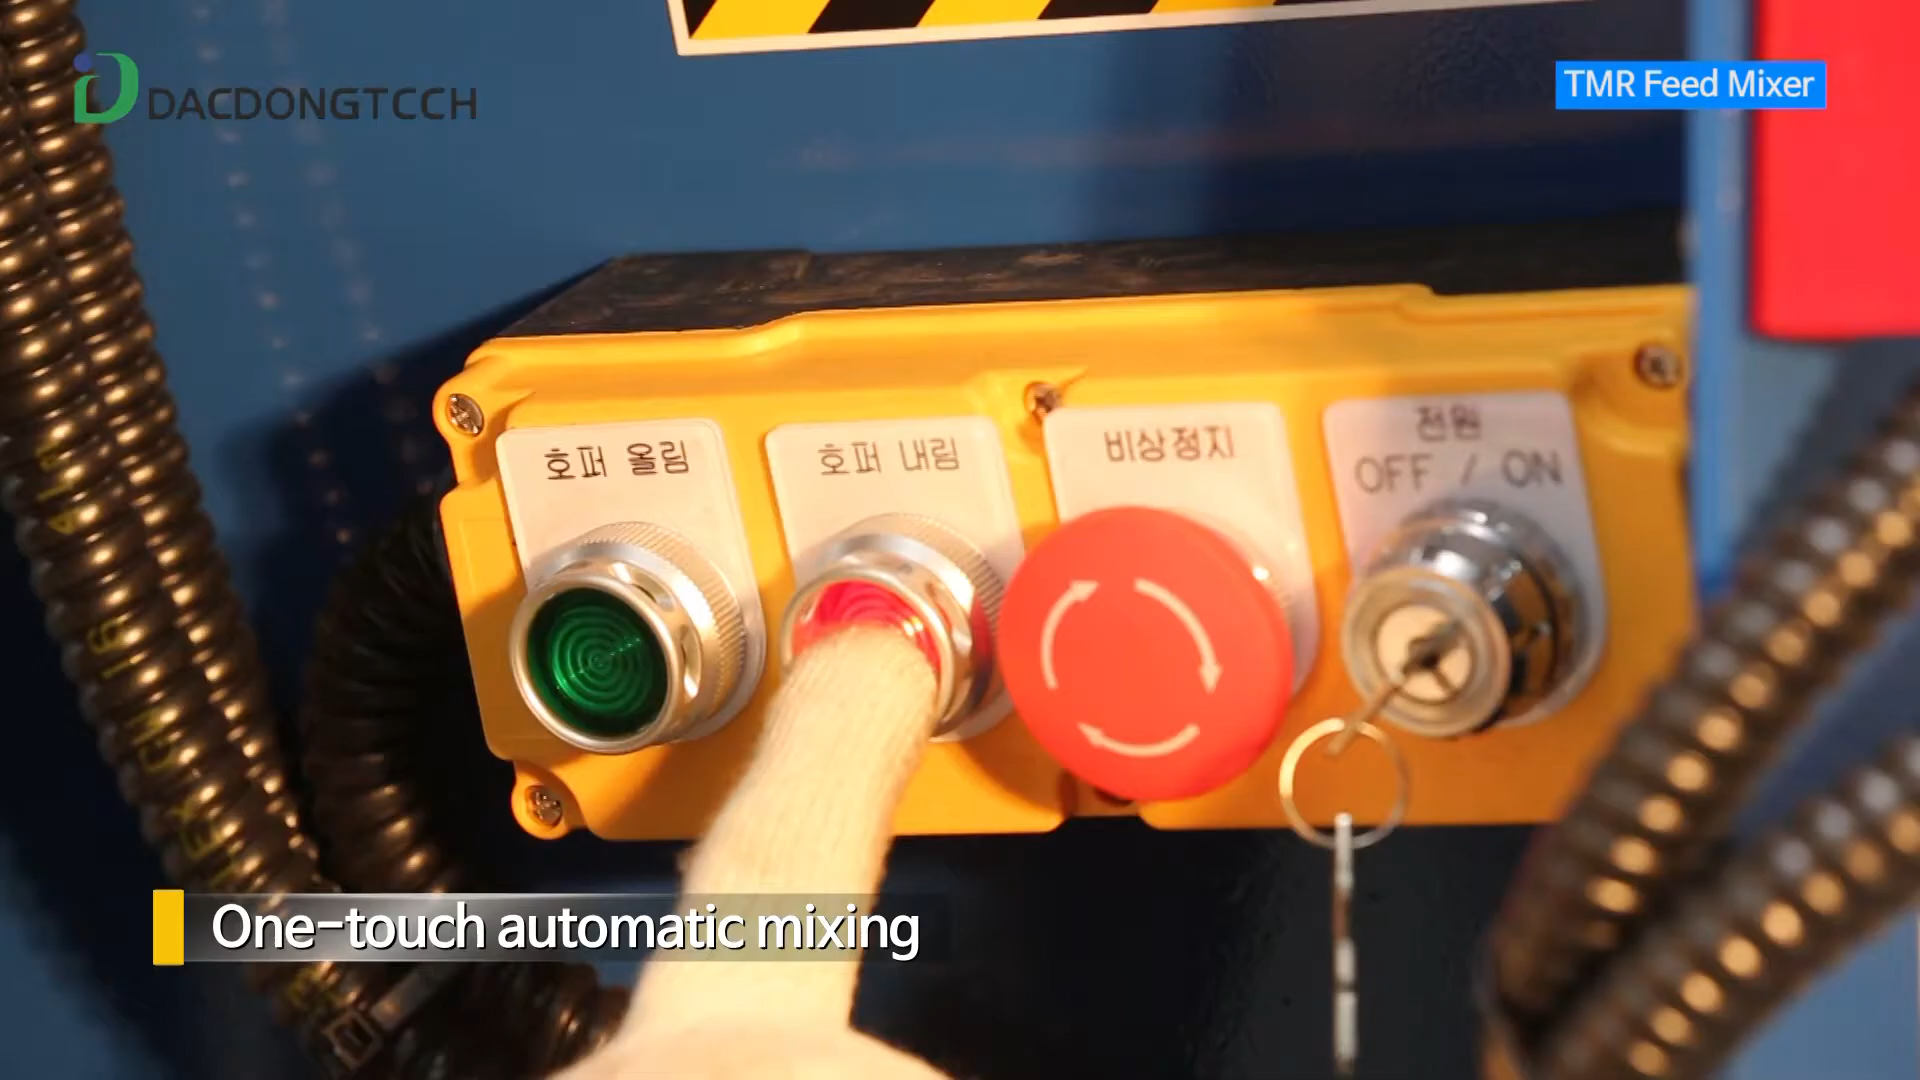 DACDONGTCCH
TMR Feed Mixer
호퍼 올림
호퍼 내림
비상정지
전원
OFF / ON
One-touch automatic mixing